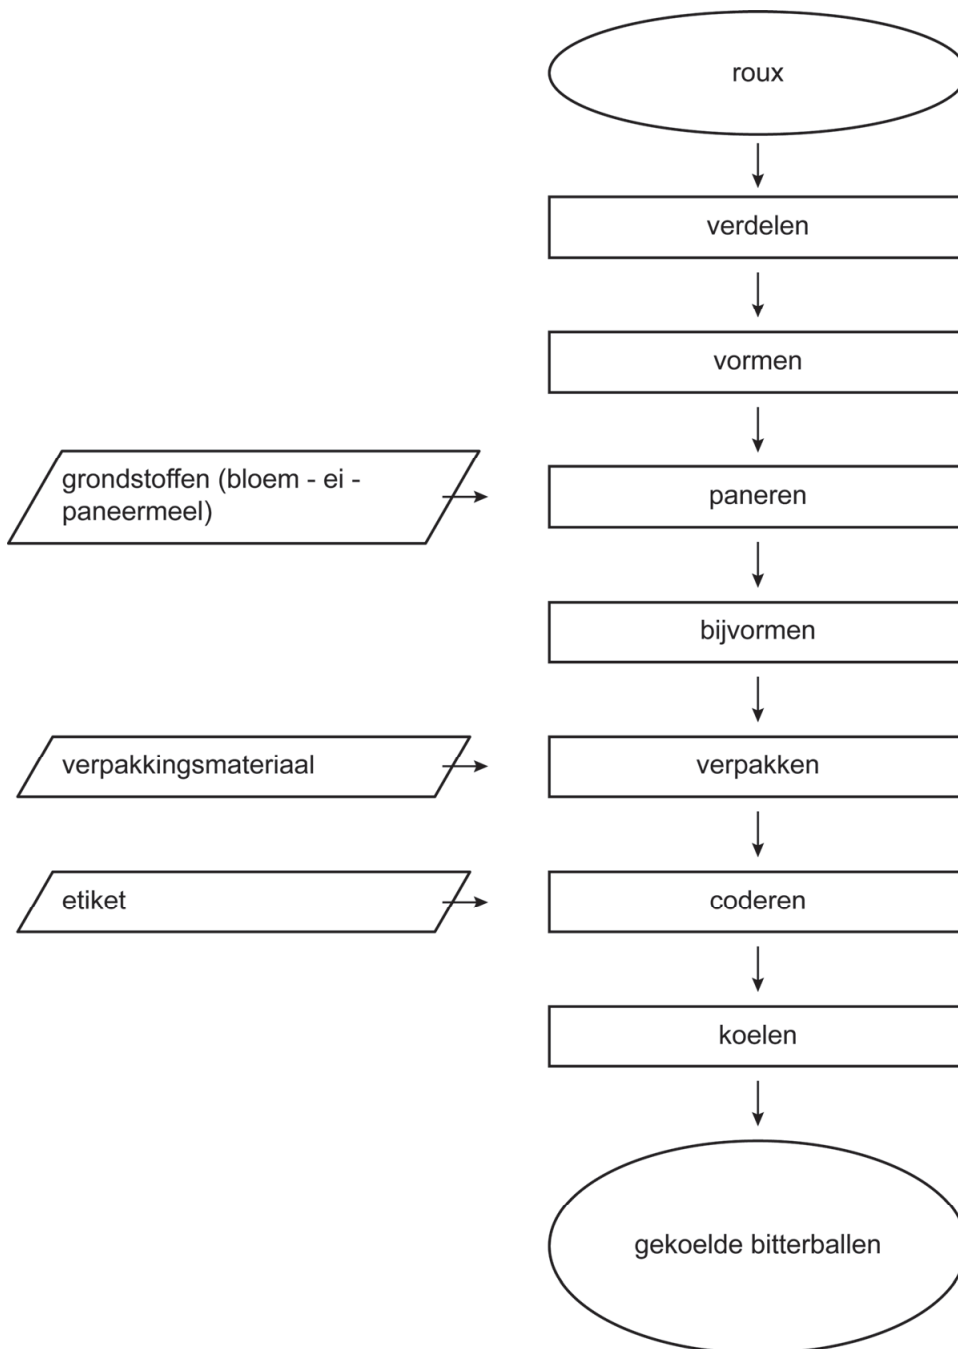 roux
verdelen
vormen
grondstoffen (bloem - ei -
paneermeel)
paneren
bijvormen
verpakkingsmateriaal
verpakken
etiket
coderen
koelen
gekoelde bitterballen